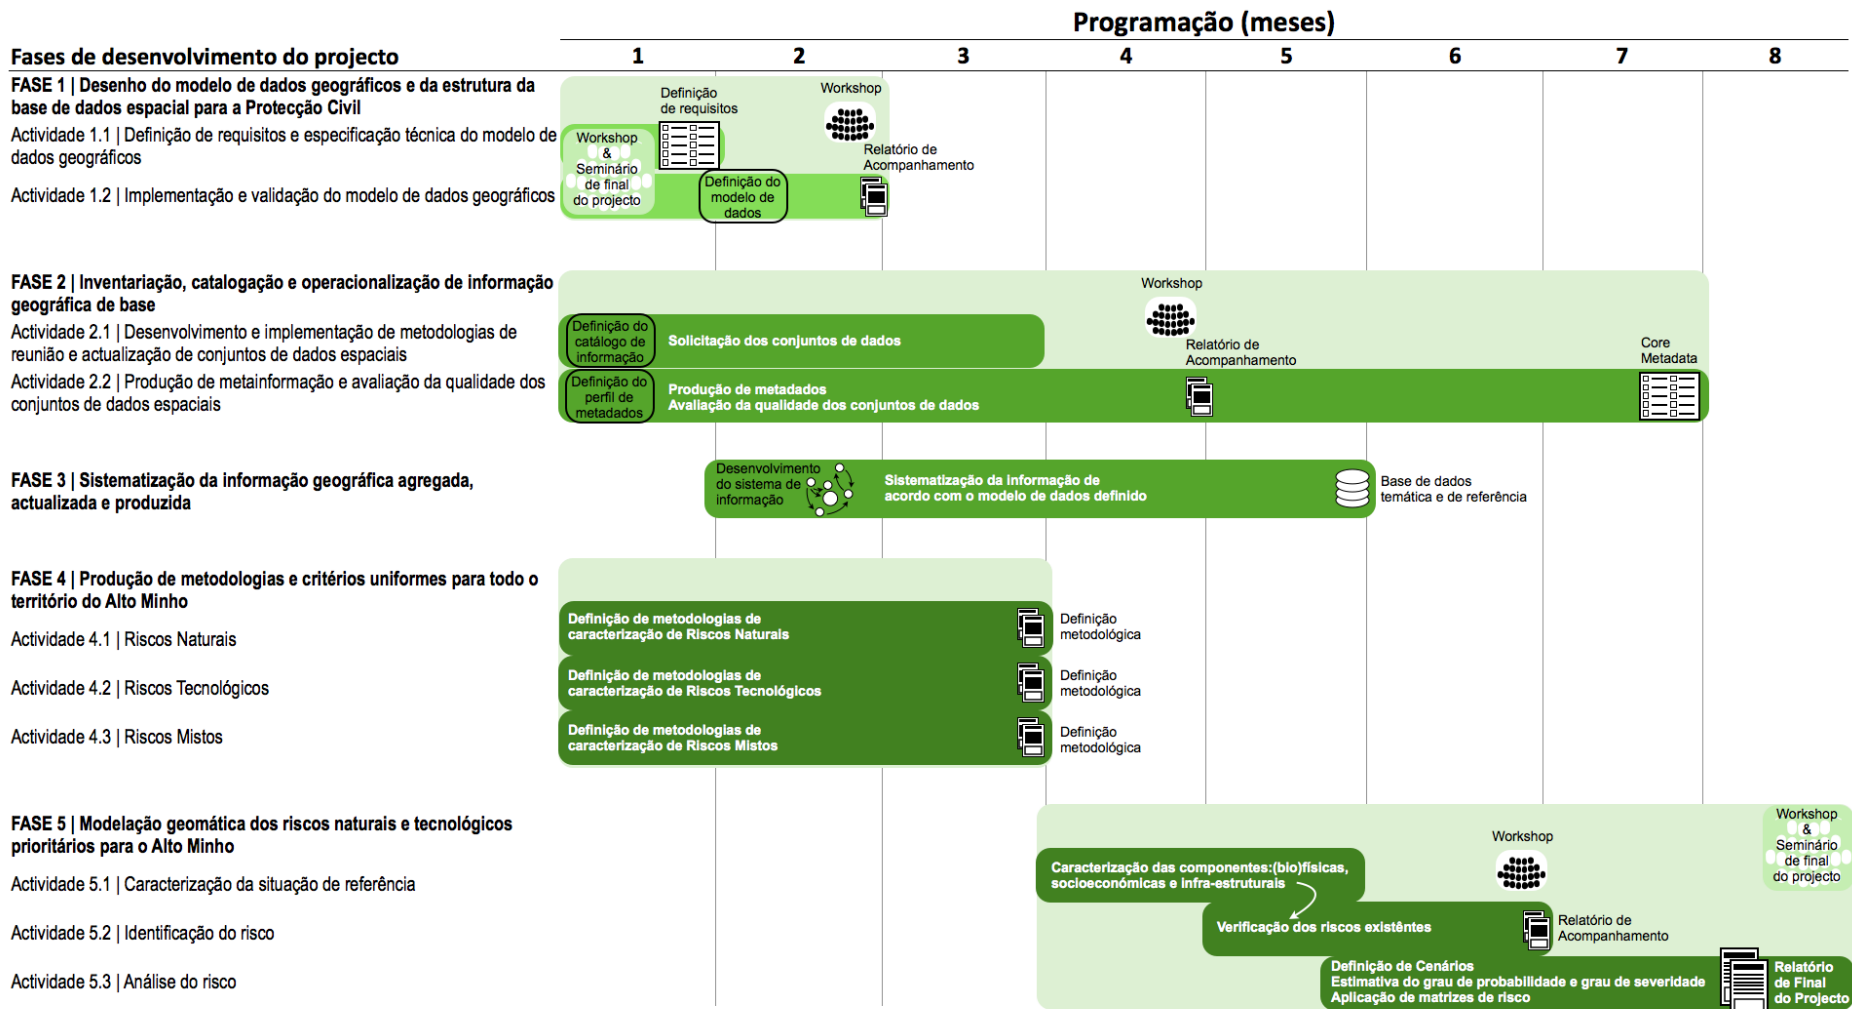 Programação (meses)
Fases de desenvolvimento do projecto
1 2 3 4 5 6 7 8
FASE 1 | Desenho do modelo de dados geográficos e da estrutura da
base de dados espacial para a Protecção Civil
Actividade 1.1 | Definição de requisitos e especificação técnica do modelo de
dados geográficos
Actividade 1.2 | Implementação e validação do modelo de dados geográficos
Workshop
&
Seminário
de final
do projecto
Definição
de requisitos
Definição do
modelo de
dados
Workshop
Relatório de
Acompanhamento
FASE 2 | Inventariação, catalogação e operacionalização de informação
geográfica de base
Actividade 2.1 | Desenvolvimento e implementação de metodologias de
reunião e actualização de conjuntos de dados espaciais
Actividade 2.2 | Produção de metainformação e avaliação da qualidade dos
conjuntos de dados espaciais
Definição do
catálogo de
informação
Solicitação dos conjuntos de dados
Definição do
perfil de
metadados
Produção de metadados
Avaliação da qualidade dos conjuntos de dados
Workshop
Relatório de
Acompanhamento
Core
Metadata
FASE 3 | Sistematização da informação geográfica agregada,
actualizada e produzida
Desenvolvimento
do sistema de
informação
Sistematização da informação de
acordo com o modelo de dados definido
Base de dados
temática e de referência
FASE 4 | Produção de metodologias e critérios uniformes para todo o
território do Alto Minho
Actividade 4.1 | Riscos Naturais
Definição de metodologias de
caracterização de Riscos Naturais
Definição
metodológica
Actividade 4.2 | Riscos Tecnológicos
Definição de metodologias de
caracterização de Riscos Tecnológicos
Definição
metodológica
Actividade 4.3 | Riscos Mistos
Definição de metodologias de
caracterização de Riscos Mistos
Definição
metodológica
FASE 5 | Modelação geomática dos riscos naturais e tecnológicos
prioritários para o Alto Minho
Actividade 5.1 | Caracterização da situação de referência
Caracterização das componentes:(bio)físicas,
socioeconómicas e infra-estruturais
Workshop
Workshop
&
Seminário
de final
do projecto
Actividade 5.2 | Identificação do risco
Verificação dos riscos existêntes
Relatório de
Acompanhamento
Actividade 5.3 | Análise do risco
Definição de Cenários
Estimativa do grau de probabilidade e grau de severidade
Aplicação de matrizes de risco
Relatório
de Final
do Projecto